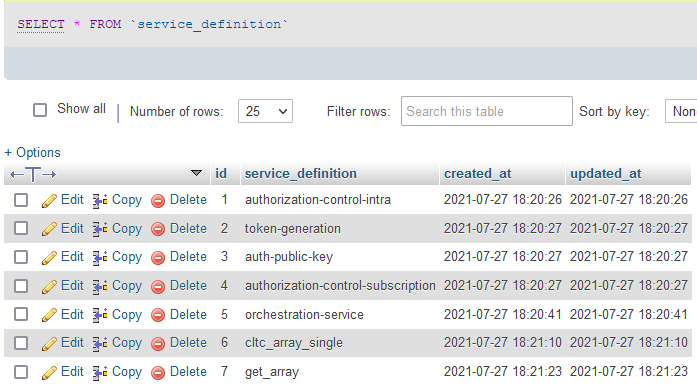 SELECT * FROM `service_definition`
Show all Number of rows: 25 Filter rows: Search this table Sort by key: Non
+ Options
←T→ id service_definition created_at updated_at
Edit Copy Delete 1 authorization-control-intra 2021-07-27 18:20:26 2021-07-27 18:20:26
Edit Copy Delete 2 token-generation 2021-07-27 18:20:27 2021-07-27 18:20:27
Edit Copy Delete 3 auth-public-key 2021-07-27 18:20:27 2021-07-27 18:20:27
Edit Copy Delete 4 authorization-control-subscription 2021-07-27 18:20:27 2021-07-27 18:20:27
Edit Copy Delete 5 orchestration-service 2021-07-27 18:20:41 2021-07-27 18:20:41
Edit Copy Delete 6 cltc_array_single 2021-07-27 18:21:10 2021-07-27 18:21:10
Edit Copy Delete 7 get_array 2021-07-27 18:21:23 2021-07-27 18:21:23